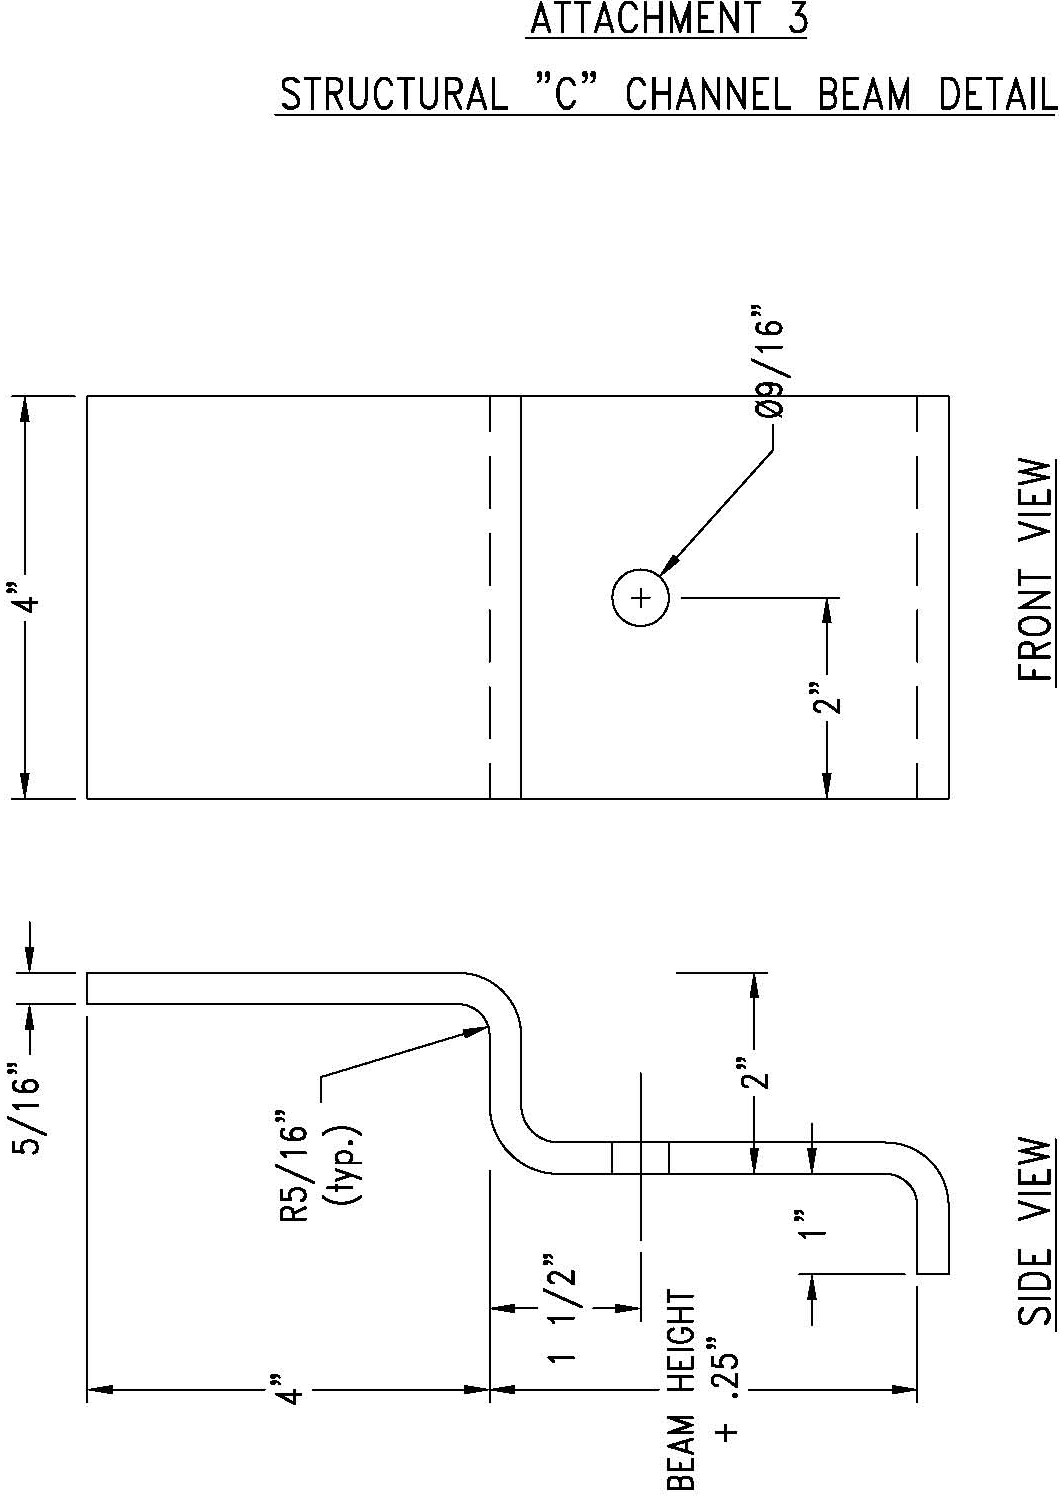 ATTACHMENT 3
STRUCTURAL ”C” CHANNEL BEAM DETAIL
4”
Ø9/16”
2”
FRONT VIEW
5/16”
R5/16”
(typ.)
2”
1”
1 1/2”
4”
BEAM HEIGHT
+ .25”
SIDE VIEW